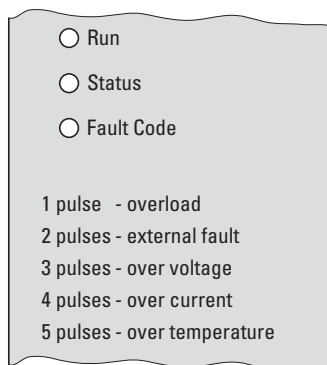 Run
Status
Fault Code
1 pulse - overload
2 pulses - external fault
3 pulses - over voltage
4 pulses - over current
5 pulses - over temperature